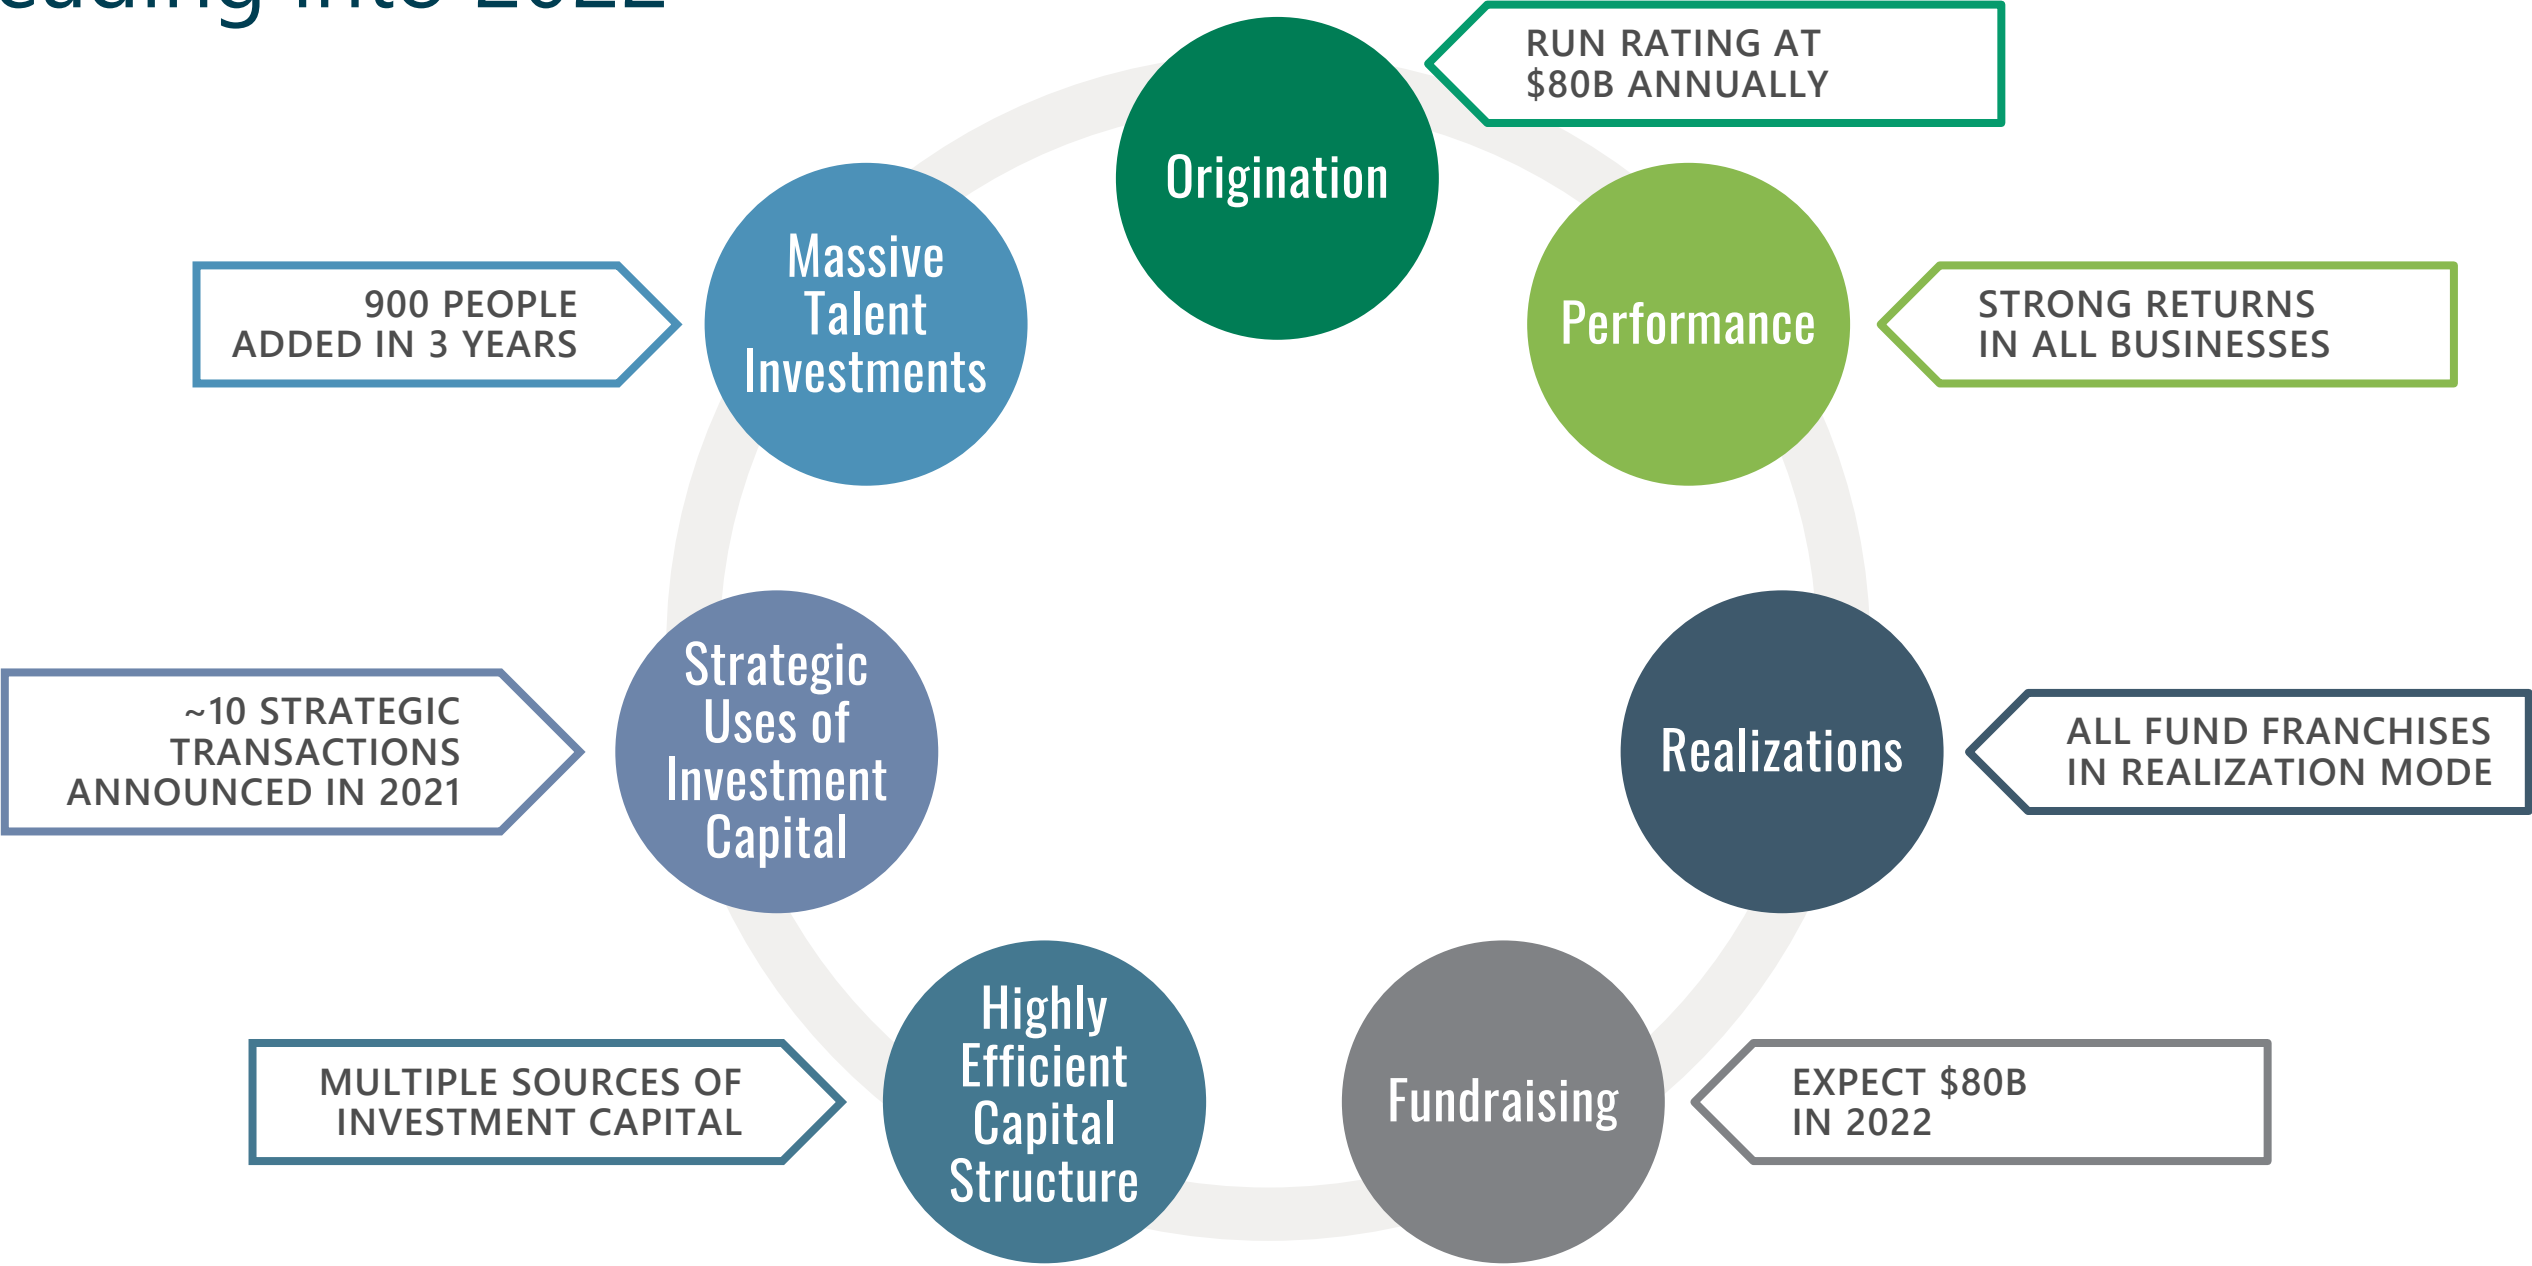 into 2022
Origination
RUN RATING AT
$80B ANNUALLY
Performance
STRONG RETURNS
IN ALL BUSINESSES
Realizations
ALL FUND FRANCHISES
IN REALIZATION MODE
Fundraising
EXPECT $80B
IN 2022
Highly
Efficient
Capital
Structure
MULTIPLE SOURCES OF
INVESTMENT CAPITAL
Strategic
Uses of
Investment
Capital
~10 STRATEGIC
TRANSACTIONS
ANNOUNCED IN 2021
Massive
Talent
Investments
900 PEOPLE
ADDED IN 3 YEARS